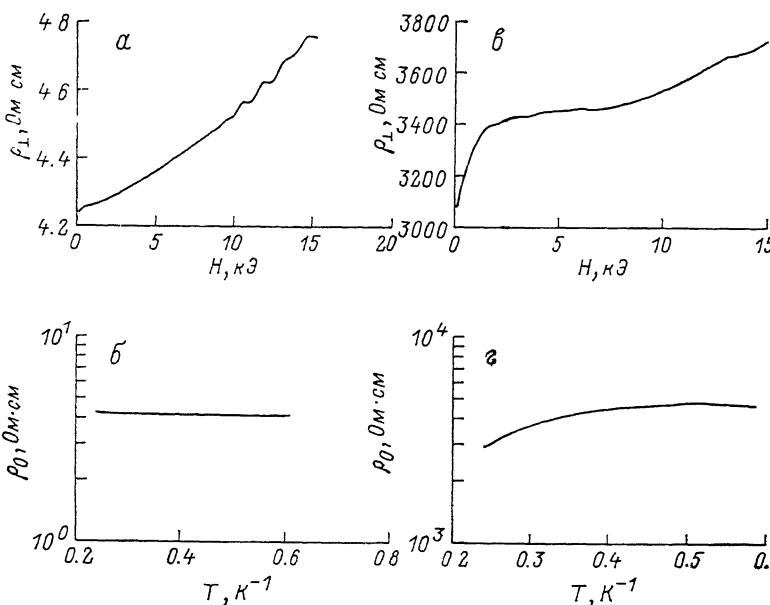 а
ρ⊥, Ом см
4 8
4 6
4.4
4.2
0 5 10 15 20
H, кЭ
в
ρ⊥, Ом см
3800
3600
3400
3200
3000
0 5 10 15
H, кЭ
б
ρ0, Ом·см
10¹
10⁰
0.2 0.4 0 6 0 8
T, К⁻¹
г
ρ0, Ом·см
10⁴
10³
0 2 0.3 0.4 0.5 0.
T, К⁻¹